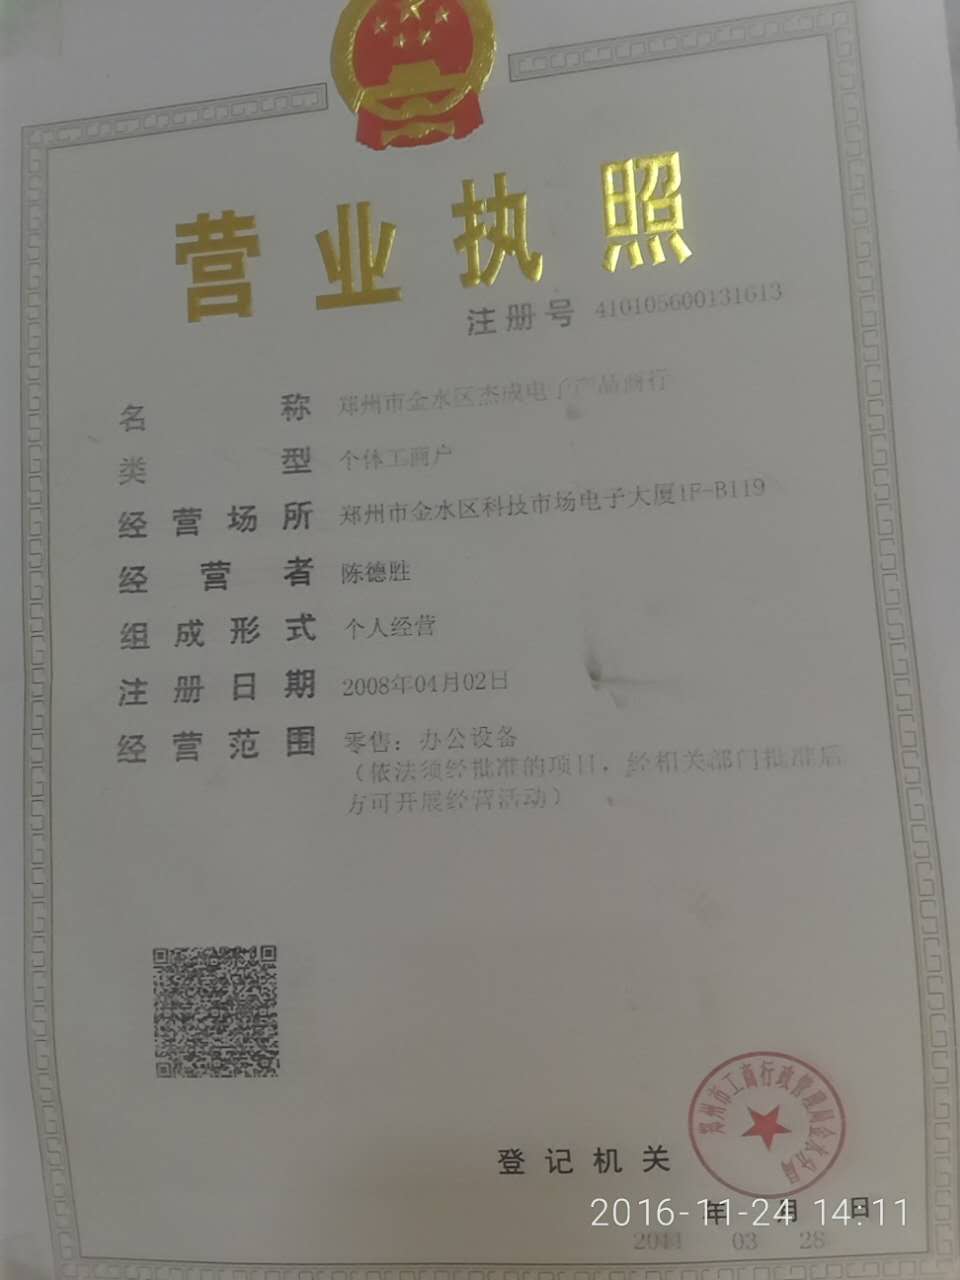 营业执照
注册号 410105600131613
名称 郑州市金水区杰成电子产品商行
类型 个体工商户
经营场所 郑州市金水区科技市场电子大厦1F-B119
经营者 陈德胜
组成形式 个人经营
注册日期 2008年04月02日
经营范围 零售：办公设备
（依法须经批准的项目，经相关部门批准后
方可开展经营活动）
郑州市工商行政管理局金水分局
登记机关
年 月 日
2016-11-24 14:11
03 28